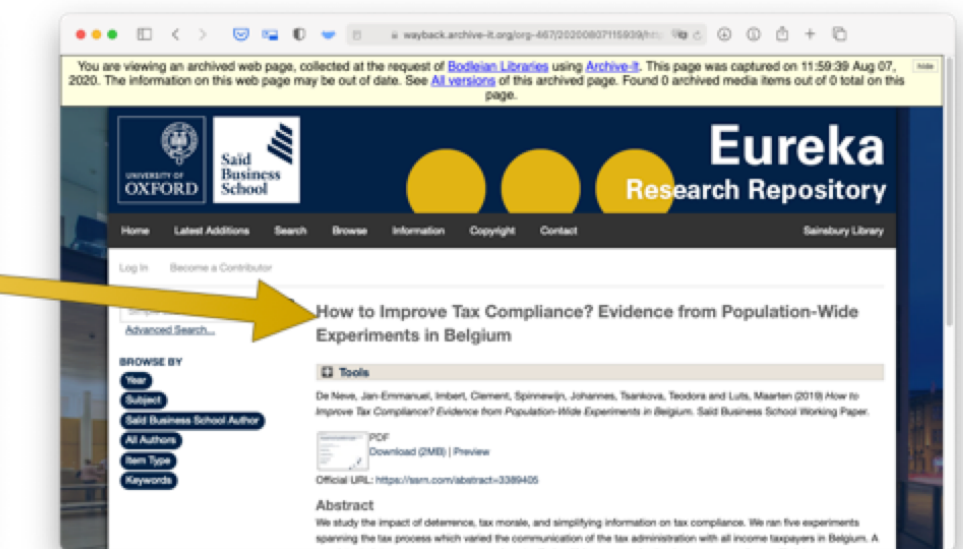 wayback.archive-it.org/org-467/20200807115939/http
You are viewing an archived web page, collected at the request of Bodleian Libraries using Archive-It. This page was captured on 11:59:39 Aug 07,
hide
2020. The information on this web page may be out of date. See All versions of this archived page. Found 0 archived media items out of 0 total on this
page.
UNIVERSITY OF
OXFORD
Saïd
Business
School
Eureka
Research Repository
Home Latest Additions Search Browse Information Copyright Contact Sainsbury Library
Log In Become a Contributor
Advanced Search...
BROWSE BY
Year
Subject
Saïd Business School Author
All Authors
Item Type
Keywords
How to Improve Tax Compliance? Evidence from Population-Wide
Experiments in Belgium
Tools
De Neve, Jan-Emmanuel, Imbert, Clement, Spinnewijn, Johannes, Tsankova, Teodora and Luts, Maarten (2019) How to
Improve Tax Compliance? Evidence from Population-Wide Experiments in Belgium. Saïd Business School Working Paper.
PDF
Download (2MB) | Preview
Official URL: https://ssrn.com/abstract=3389405
Abstract
We study the impact of deterrence, tax morale, and simplifying information on tax compliance. We ran five experiments
spanning the tax process which varied the communication of the tax administration with all income taxpayers in Belgium. A